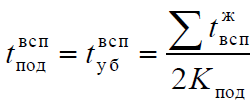 t_под^всп = t_уб^всп = ∑ t_всп^ж / 2K_под